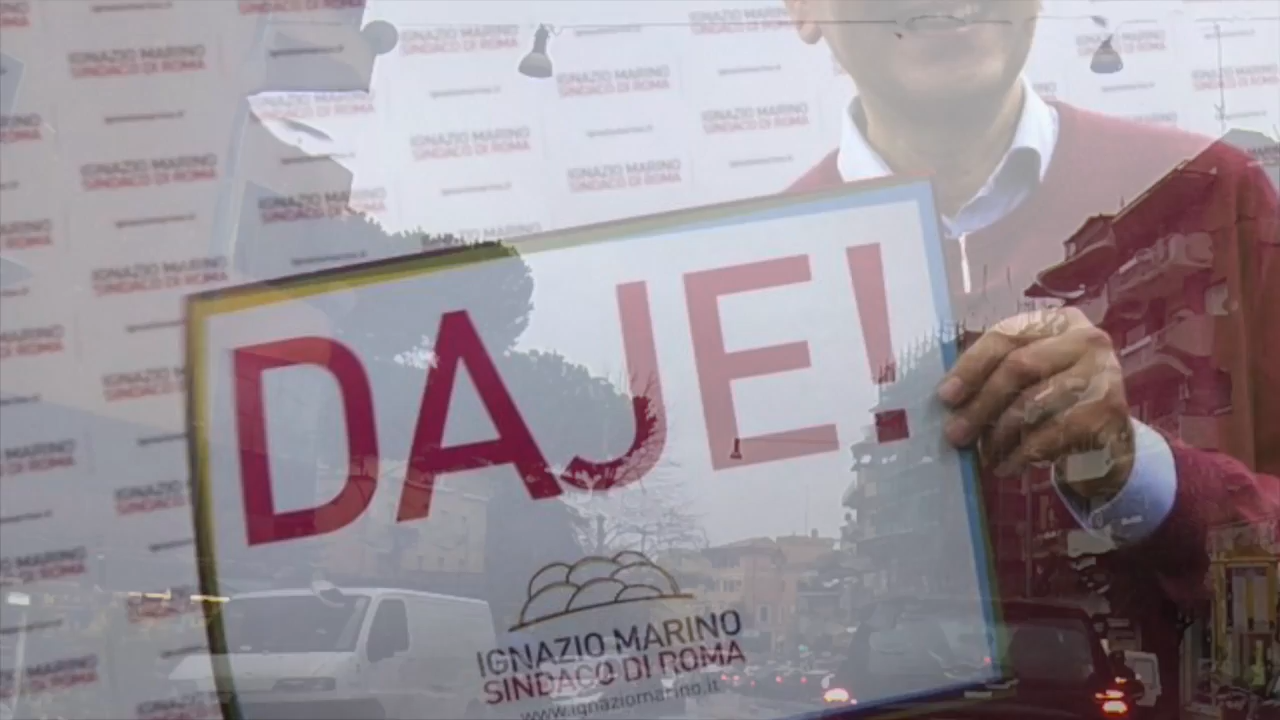 IGNAZIO MARINO
SINDACO DI ROMA
DAJE!
IGNAZIO MARINO
SINDACO DI ROMA
www.ignaziomarino.it